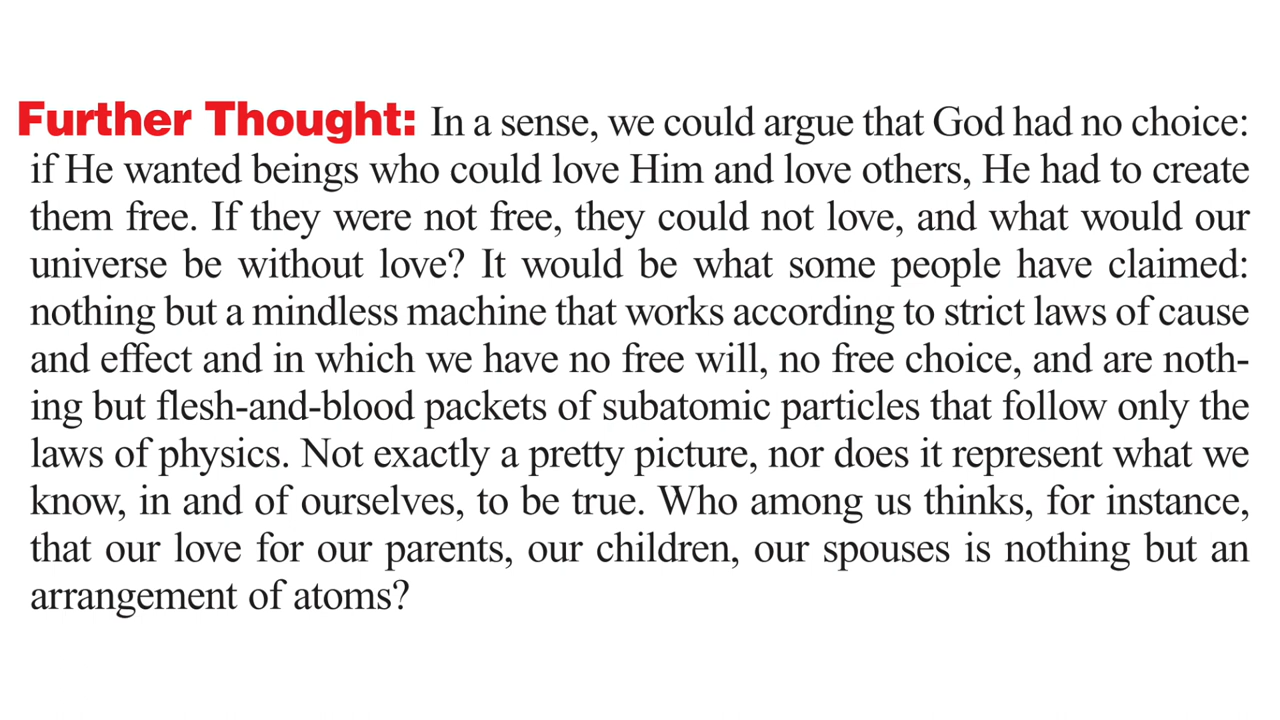 Further Thought: In a sense, we could argue that God had no choice:
if He wanted beings who could love Him and love others, He had to create
them free. If they were not free, they could not love, and what would our
universe be without love? It would be what some people have claimed:
nothing but a mindless machine that works according to strict laws of cause
and effect and in which we have no free will, no free choice, and are noth-
ing but flesh-and-blood packets of subatomic particles that follow only the
laws of physics. Not exactly a pretty picture, nor does it represent what we
know, in and of ourselves, to be true. Who among us thinks, for instance,
that our love for our parents, our children, our spouses is nothing but an
arrangement of atoms?